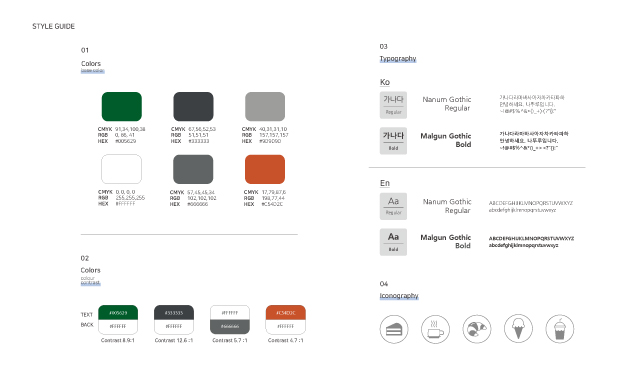 STYLE GUIDE
01
Colors
CMYK 91,34,100,38
RGB 0, 86, 41
HEX #005629
CMYK 67,56,52,53
RGB 51,51,51
HEX #333333
CMYK 40,31,31,10
RGB 157,157,157
HEX #9D9D9D
CMYK 0, 0, 0, 0
RGB 255,255,255
HEX #FFFFFF
CMYK 57,45,45,34
RGB 102,102,102
HEX #666666
CMYK 17,79,87,6
RGB 198,77,44
HEX #C54D2C
02
Colors
colour
contrast
TEXT
BACK
#005629
#FFFFFF
Contrast 8.9:1
#333333
#FFFFFF
Contrast 12.6 :1
#FFFFFF
#666666
Contrast 5.7 :1
#C54D2C
#FFFFFF
Contrast 4.7 :1
03
Typography
Ko
가나다
Regular
Nanum Gothic
Regular
가나다라마바사아자차카타파하
안녕하세요, 나두루입니다.
가나다
Bold
Malgun Gothic
Bold
가나다라마바사아자차카타파하
안녕하세요, 나두루입니다.
En
Aa
Regular
Nanum Gothic
Regular
ABCDEFGHIJKLMNOPQRSTUVWXYZ
abcdefghijklmnopqrstuvwxyz
Aa
Bold
Malgun Gothic
Bold
ABCDEFGHIJKLMNOPQRSTUVWXYZ
abcdefghijklmnopqrstuvwxyz
04
Iconography